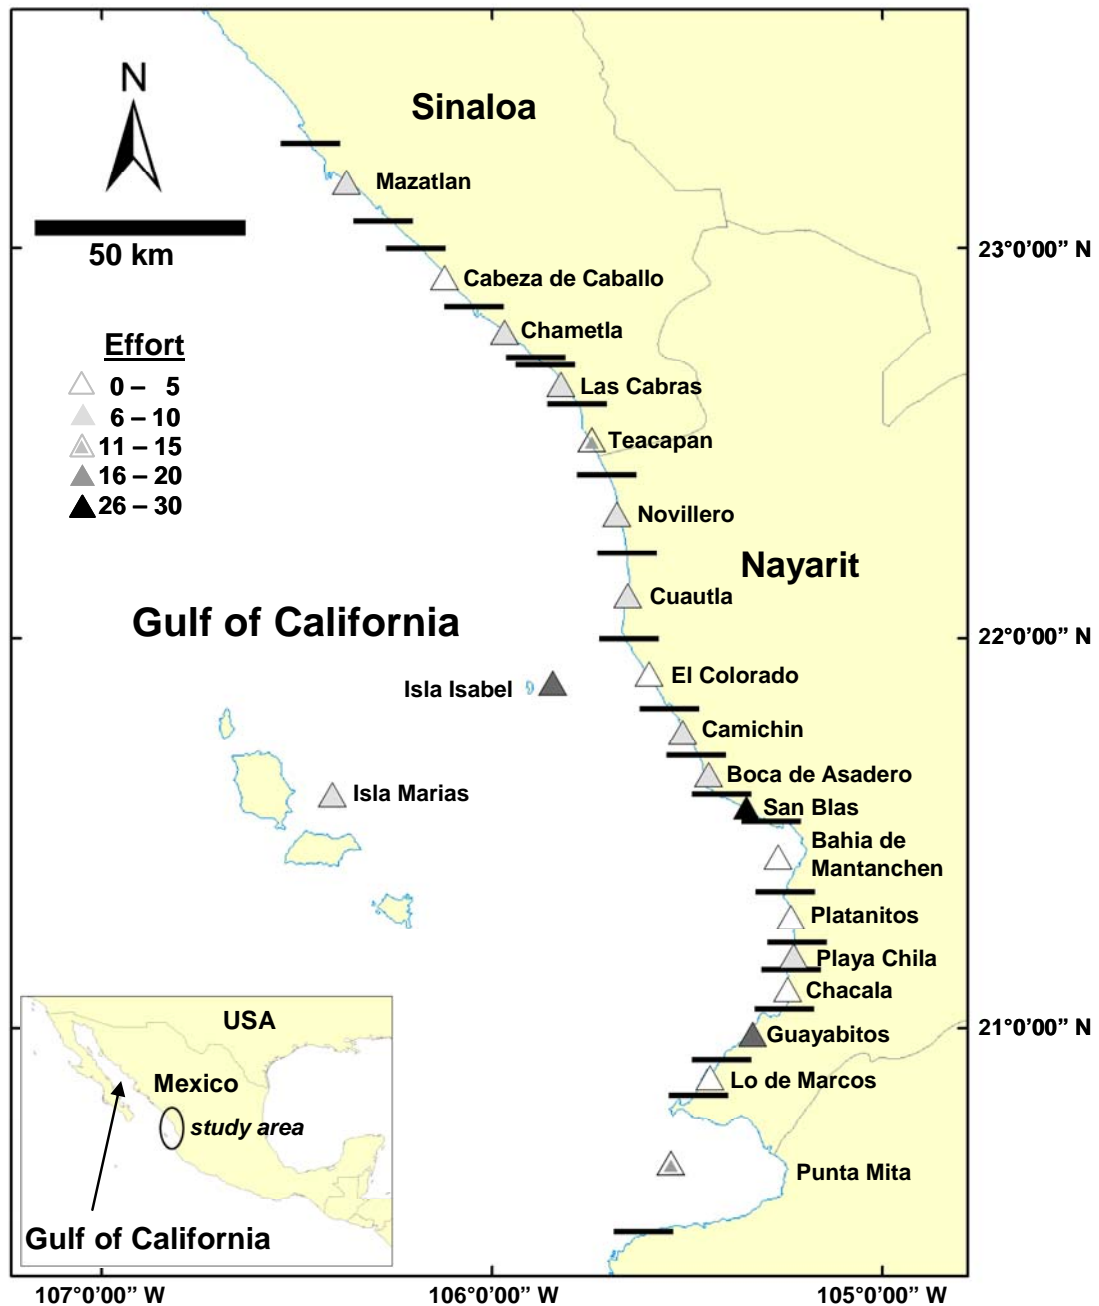 N
Sinaloa
Mazatlan
50 km
23°0'00” N
Cabeza de Caballo
Chametla
Effort
0 – 5
6 – 10
11 – 15
16 – 20
26 – 30
Las Cabras
Teacapan
Novillero
Nayarit
Cuautla
Gulf of California
22°0'00” N
El Colorado
Isla Isabel
Camichin
Boca de Asadero
Isla Marias
San Blas
Bahia de
Mantanchen
Platanitos
Playa Chila
Chacala
21°0'00” N
Guayabitos
Lo de Marcos
Punta Mita
USA
Mexico
study area
Gulf of California
107°0'00” W
106°0'00” W
105°0'00” W